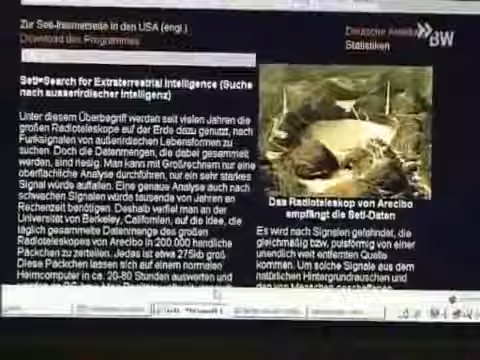 Zur Seti-Internetseite in den USA (engl.)
Download des Programmes
Deutsche
Statistiken
BW
Seti=Search for Extraterrestrial Intelligence (Suche
nach ausserirdischer Intelligenz)
Unter diesem Überbegriff werden seit vielen Jahren die
großen Radioteleskope auf der Erde dazu genutzt, nach
Funksignalen von außerirdischen Lebensformen zu
suchen. Doch die Datenmengen, die dabei gesammelt
werden, sind riesig. Man kann mit Großrechnern nur eine
oberflächliche Analyse durchführen, nur ein sehr starkes
Signal würde auffallen. Eine genaue Analyse auch nach
schwachen Signalen würde tausende von Jahren an
Rechenzeit benötigen. Deshalb verfiel man an der
Universität von Berkeley, Californien, auf die Idee, die
täglich gesammelte Datenmenge des großen
Radioteleskopes von Arecibo in 200.000 handliche
Päckchen zu zerteilen. Jedes ist etwa 275kb groß
Diese Päckchen lassen sich auf einem normalen
Heimcomputer in ca. 20-80 Stunden auswerten und
Das Radioteleskop von Arecibo
empfängt die Seti-Daten
Es wird nach Signalen gefahndet, die
gleichmäßig bzw. pulsförmig von einer
unendlich weit entfernten Quelle
kommen. Um solche Signale aus dem
natürlichen Hintergrundrauschen und
den von Menschen